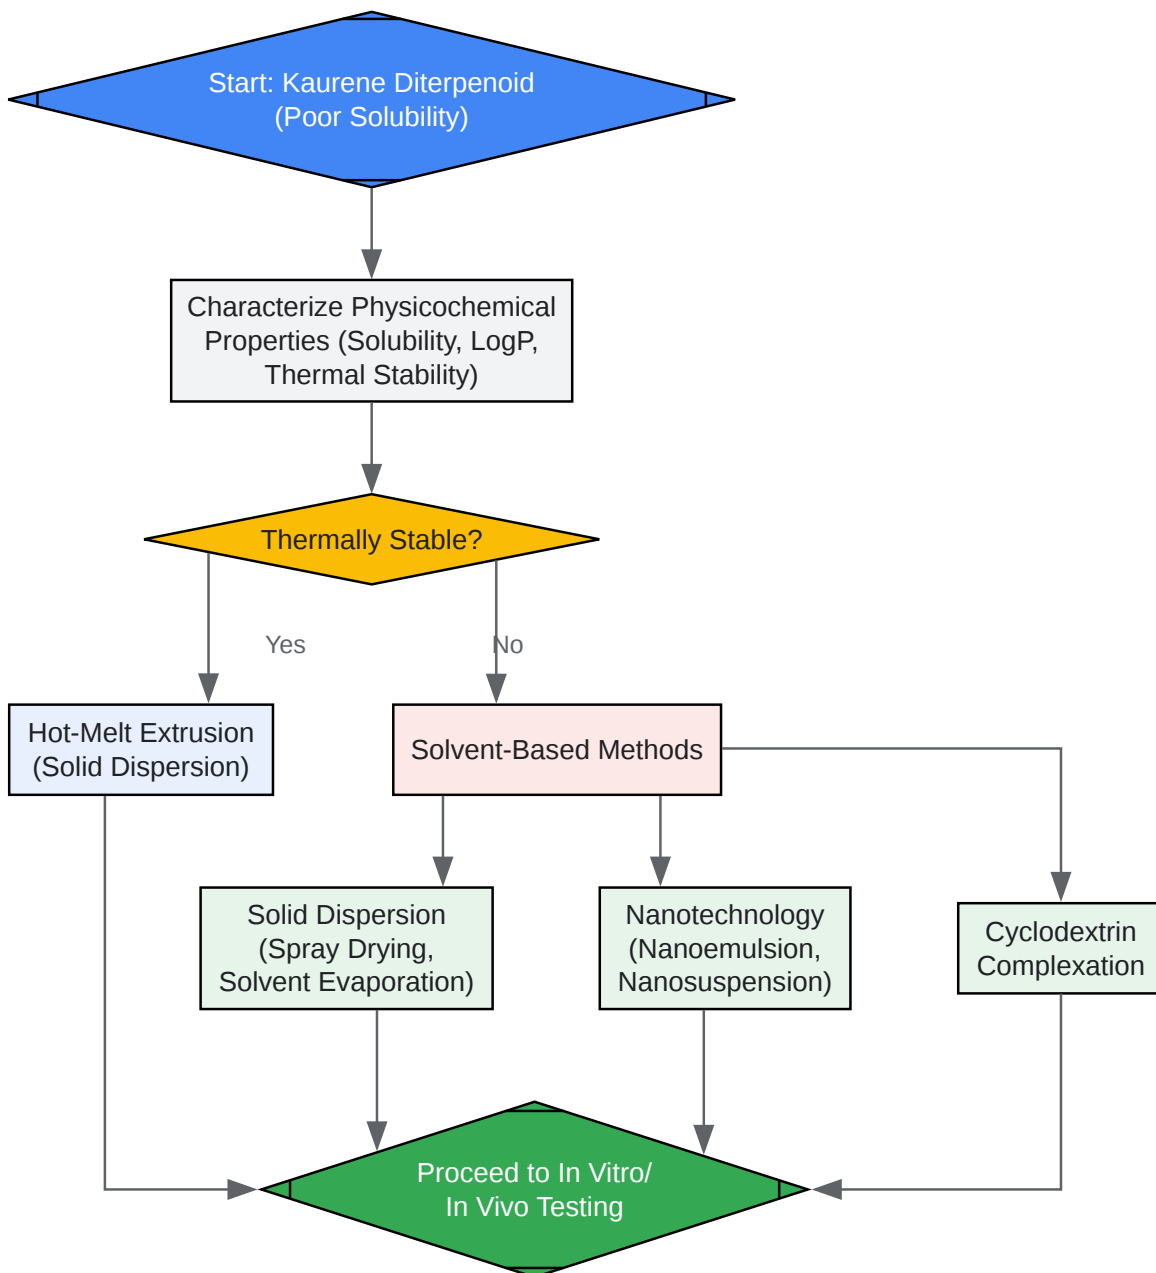 Start: Kaurene Diterpenoid
(Poor Solubility)
Characterize Physicochemical
Properties (Solubility, LogP,
Thermal Stability)
Thermally Stable?
Yes
No
Hot-Melt Extrusion
(Solid Dispersion)
Solvent-Based Methods
Solid Dispersion
(Spray Drying,
Solvent Evaporation)
Nanotechnology
(Nanoemulsion,
Nanosuspension)
Cyclodextrin
Complexation
Proceed to In Vitro/
In Vivo Testing